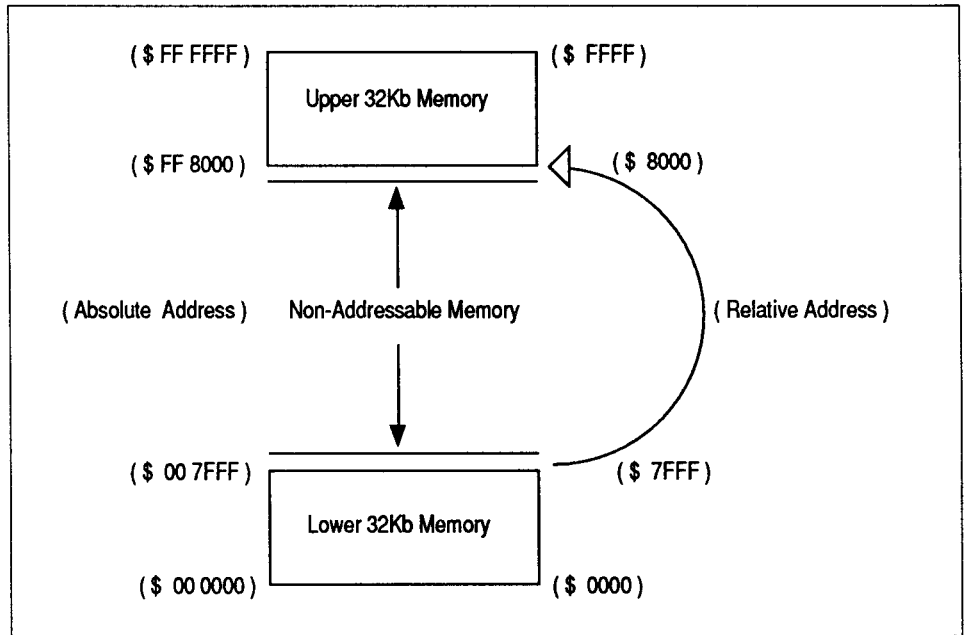 ( $ FF FFFF )
( $ FFFF )
Upper 32Kb Memory
( $ FF 8000 )
( $ 8000 )
( Absolute Address )
Non-Addressable Memory
( Relative Address )
( $ 00 7FFF )
( $ 7FFF )
Lower 32Kb Memory
( $ 00 0000 )
( $ 0000 )